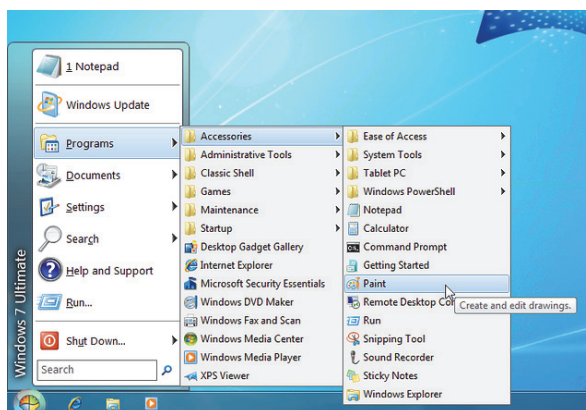 1 Notepad
Windows Update
Programs
Documents
Settings
Search
Help and Support
Run...
Shut Down...
Search
Windows 7 Ultimate
Accessories
Administrative Tools
Classic Shell
Games
Maintenance
Startup
Desktop Gadget Gallery
Internet Explorer
Microsoft Security Essentials
Windows DVD Maker
Windows Fax and Scan
Windows Media Center
Windows Media Player
XPS Viewer
Ease of Access
System Tools
Tablet PC
Windows PowerShell
Notepad
Calculator
Command Prompt
Getting Started
Paint
Remote Desktop
Create and edit drawings.
Run
Snipping Tool
Sound Recorder
Sticky Notes
Windows Explorer